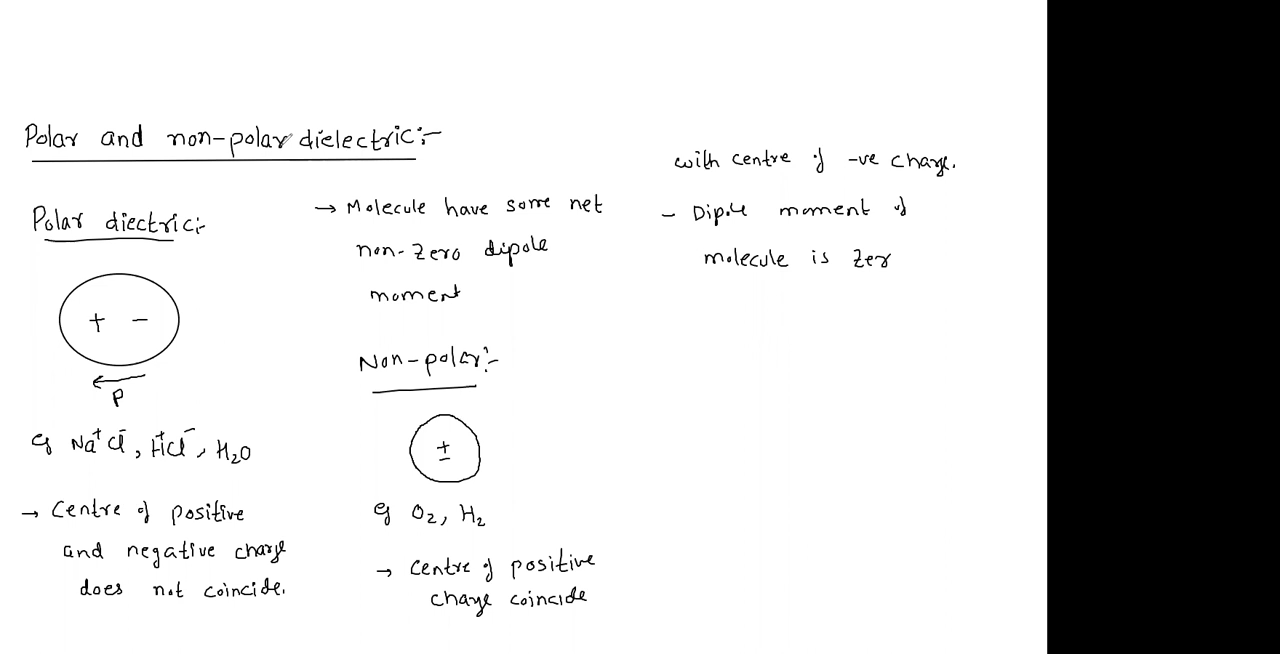 Polar and non-polar dielectric:-
Polar diectric:-
+ -
P
eg Na+Cl-, H+Cl-, H2O
→ Centre of positive
and negative charge
does not coincide.
→ Molecule have some net
non-zero dipole
moment
Non-polar:-
±
eg O2, H2
→ centre of positive
charge coincide
with centre of -ve charge.
- Dipole moment of
molecule is zer